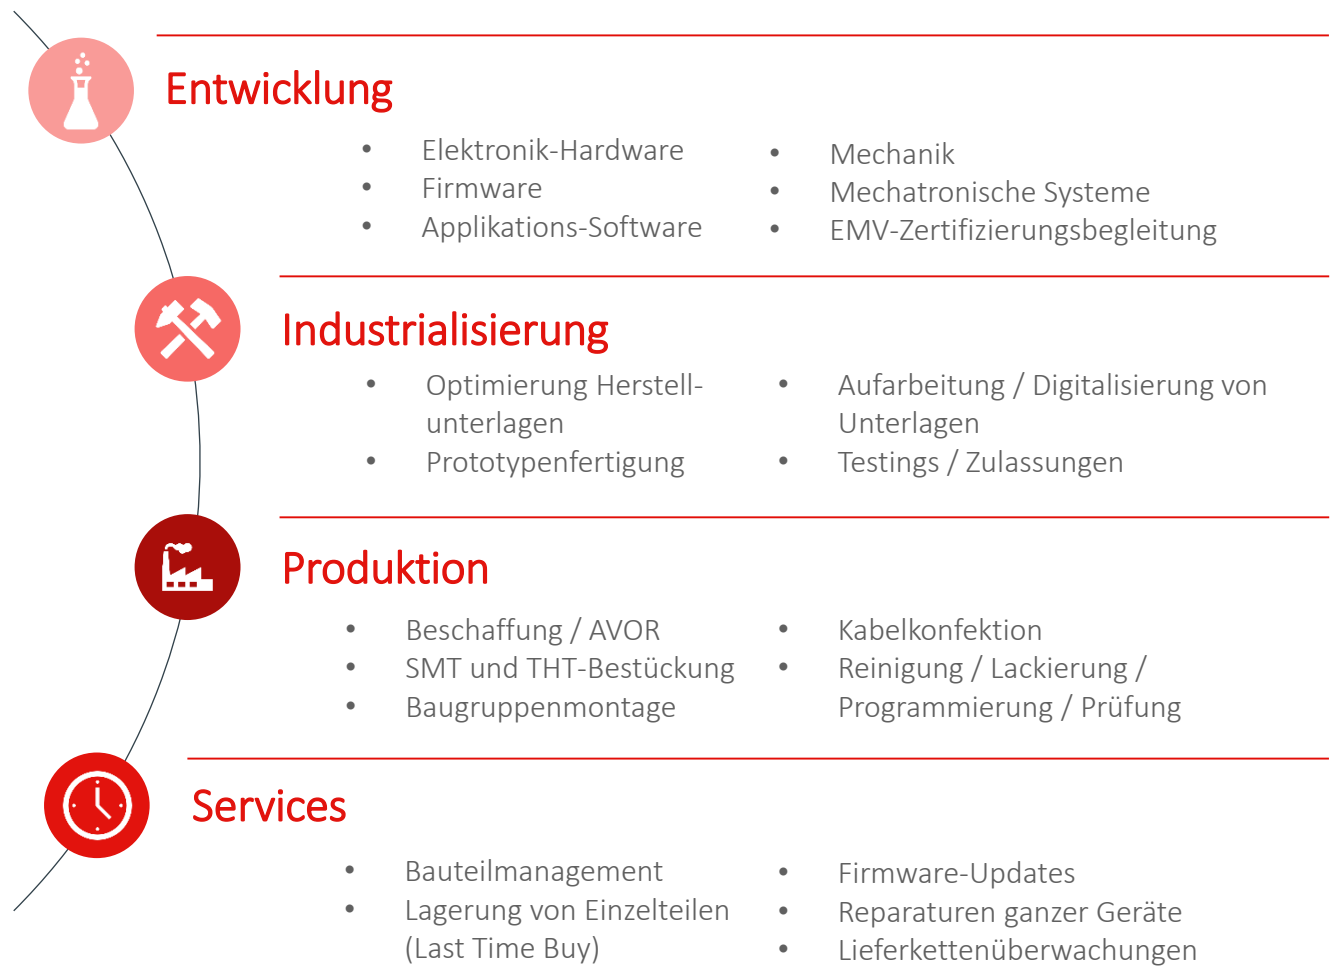 Entwicklung
• Elektronik-Hardware
• Firmware
• Applikations-Software
• Mechanik
• Mechatronische Systeme
• EMV-Zertifizierungsbegleitung
Industrialisierung
• Optimierung Herstell-
unterlagen
• Prototypenfertigung
• Aufarbeitung / Digitalisierung von
Unterlagen
• Testings / Zulassungen
Produktion
• Beschaffung / AVOR
• SMT und THT-Bestückung
• Baugruppenmontage
• Kabelkonfektion
• Reinigung / Lackierung /
Programmierung / Prüfung
Services
• Bauteilmanagement
• Lagerung von Einzelteilen
(Last Time Buy)
• Firmware-Updates
• Reparaturen ganzer Geräte
• Lieferkettenüberwachungen